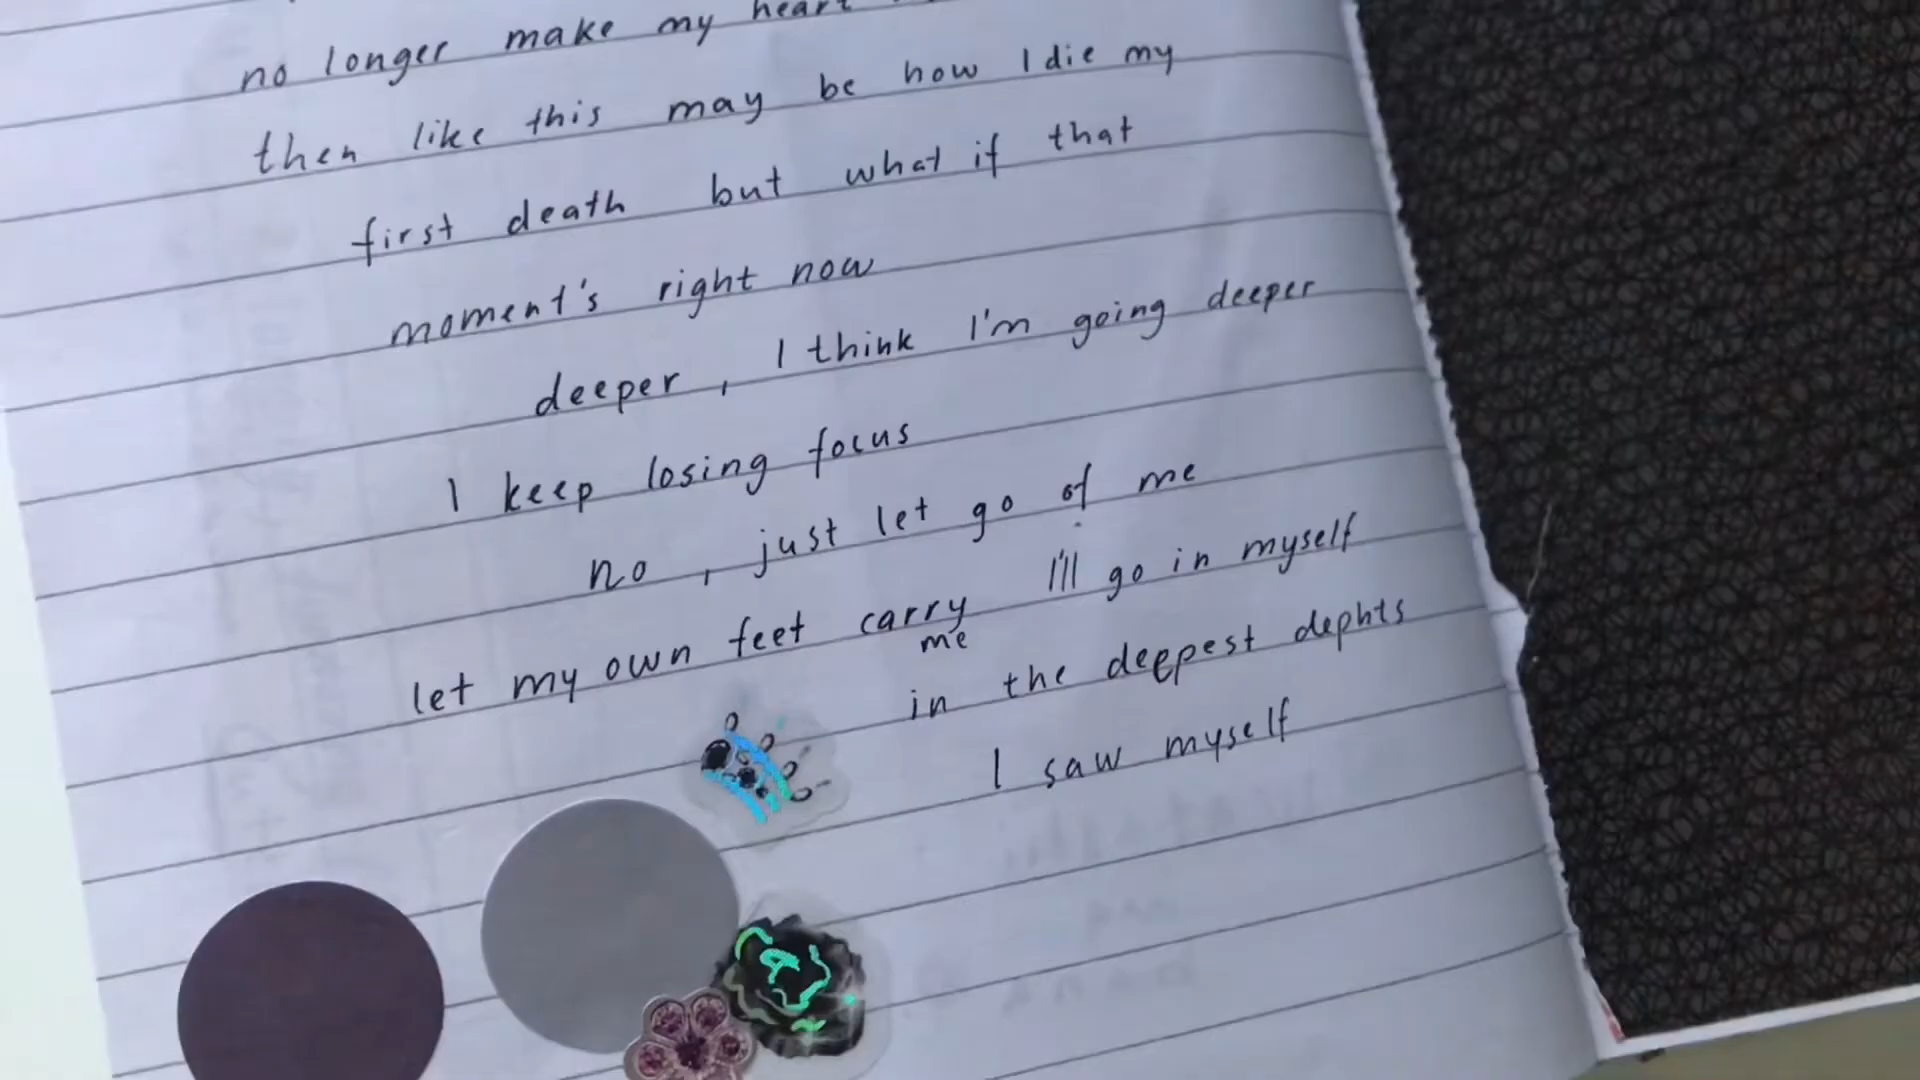 no longer make my heart
then like this may be how I die my
first death but what if that
moment's right now
deeper, I think I'm going deeper
I keep losing focus
no, just let go of me
let my own feet carry me I'll go in myself
in the deepest dephts
I saw myself